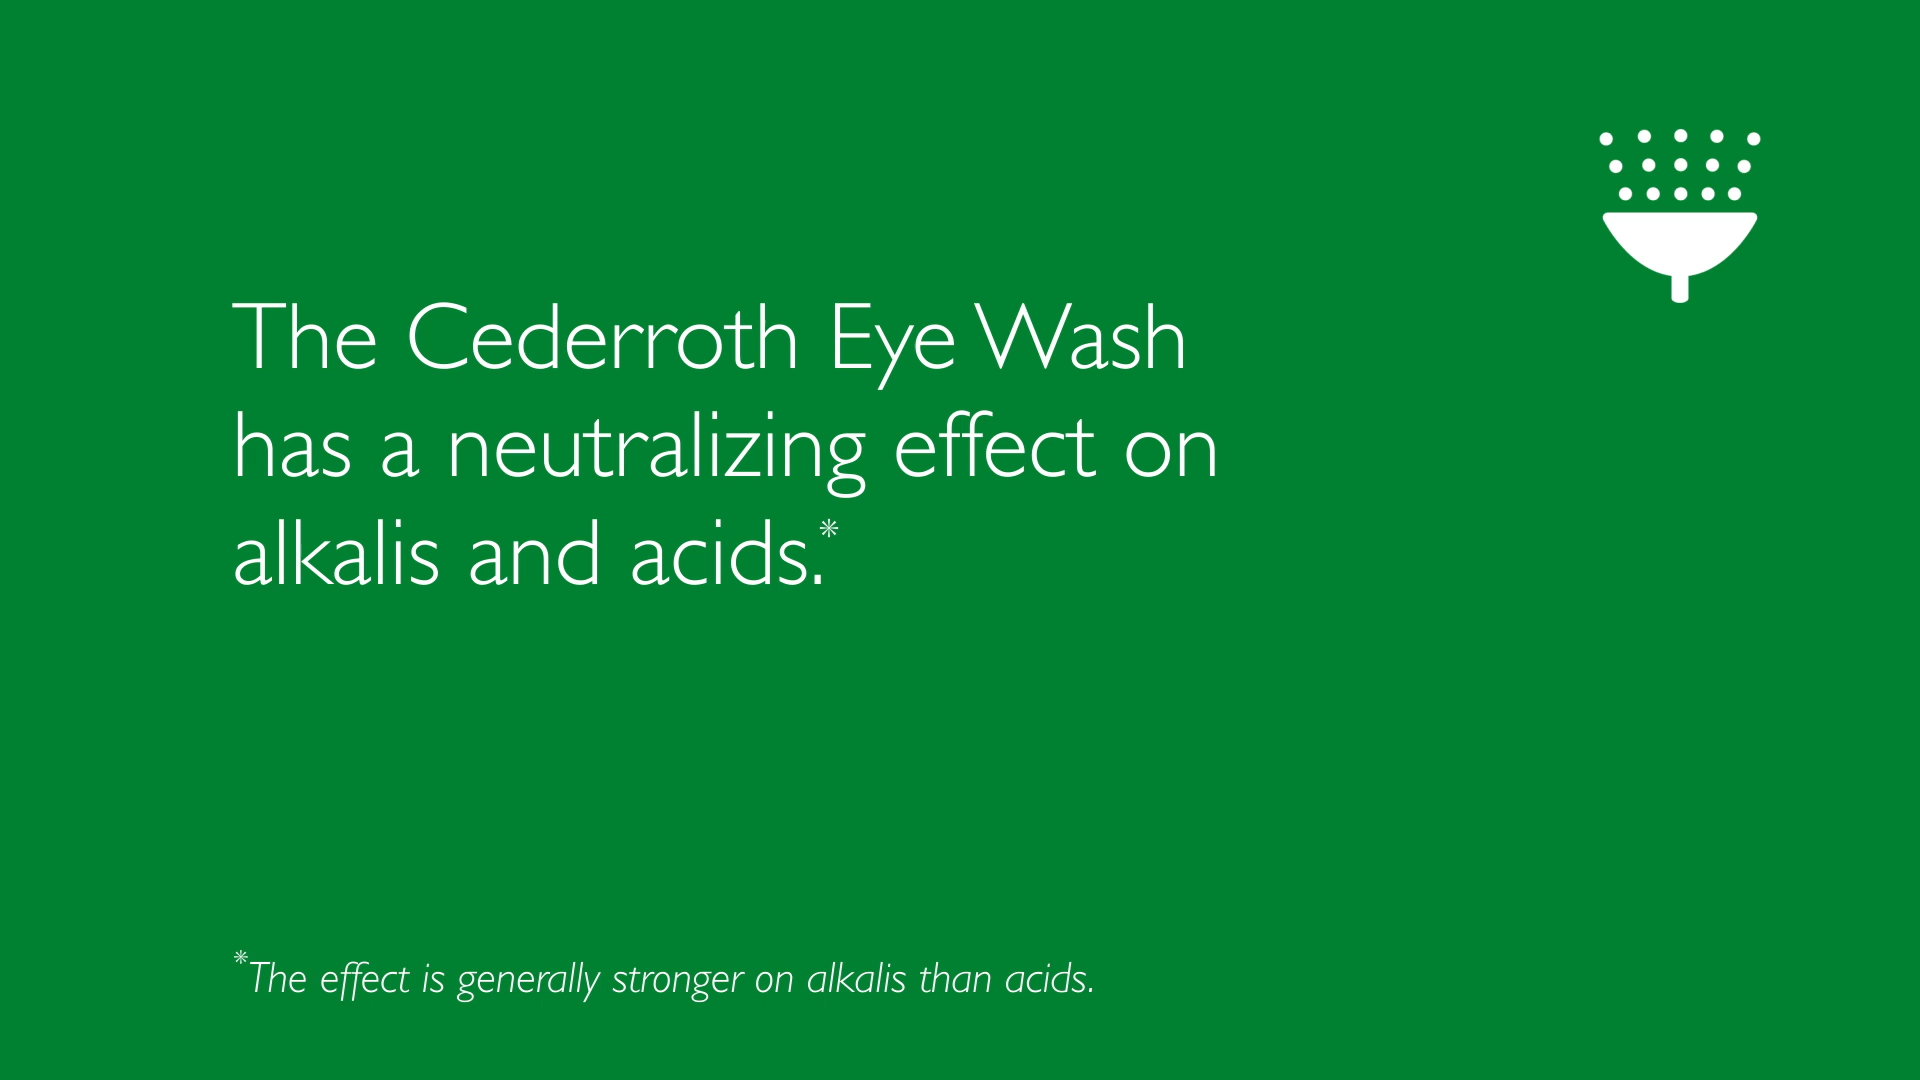 The Cederroth Eye Wash
has a neutralizing effect on
alkalis and acids.*
*The effect is generally stronger on alkalis than acids.